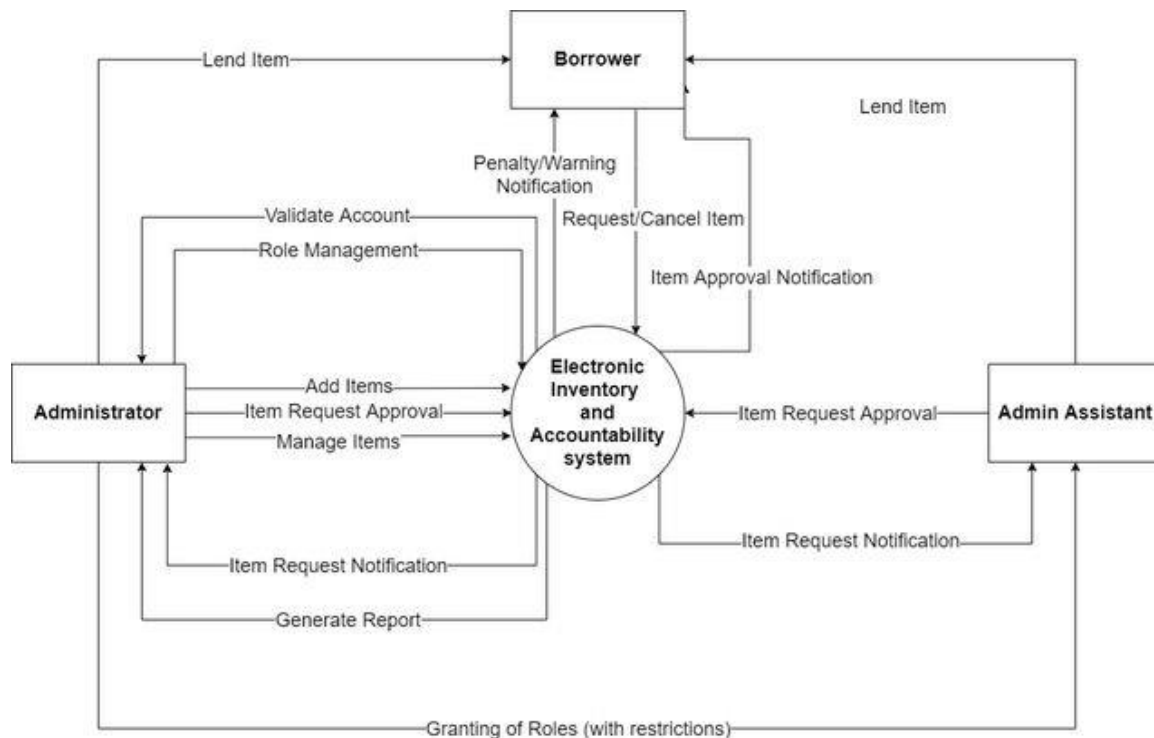 Borrower
Lend Item
Lend Item
Penalty/Warning
Notification
Validate Account
Request/Cancel Item
Role Management
Item Approval Notification
Electronic
Inventory
and
Accountability
system
Administrator
Add Items
Item Request Approval
Manage Items
Item Request Approval
Admin Assistant
Item Request Notification
Item Request Notification
Generate Report
Granting of Roles (with restrictions)